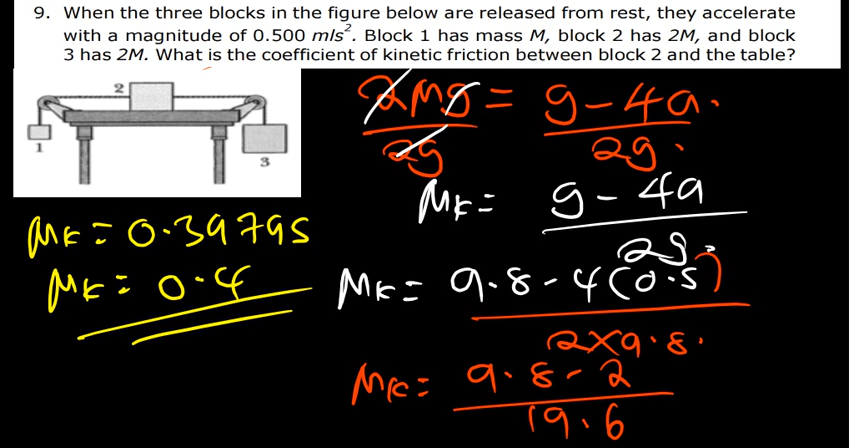 9. When the three blocks in the figure below are released from rest, they accelerate
with a magnitude of 0.500 m/s². Block 1 has mass M, block 2 has 2M, and block
3 has 2M. What is the coefficient of kinetic friction between block 2 and the table?
2
1
3
2μg/2g = g-4a/2g.
μk = g-4a/2g
μk = 9.8-4(0.5)/2×9.8.
μk = 9.8-2/19.6
μk = 0.39795
μk = 0.4